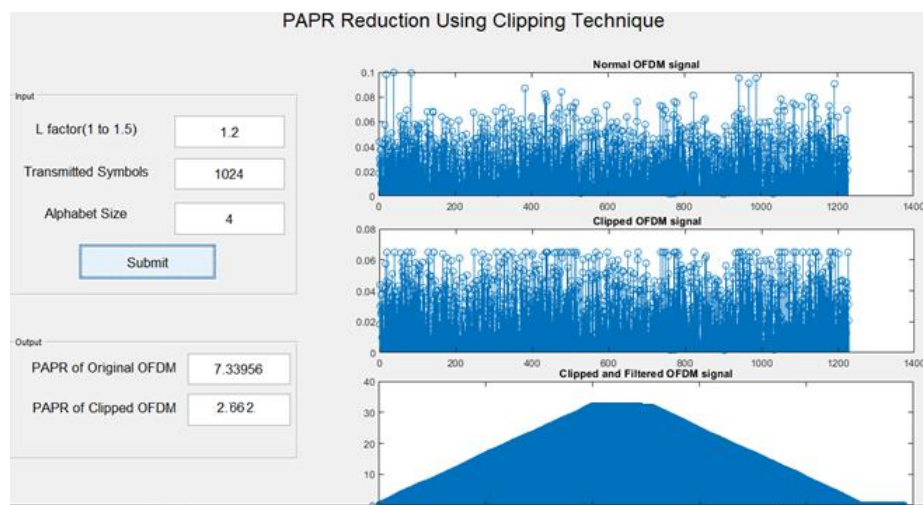 PAPR Reduction Using Clipping Technique
Input
L factor(1 to 1.5)
1.2
Transmitted Symbols
1024
Alphabet Size
4
Submit
Output
PAPR of Original OFDM
7.33956
PAPR of Clipped OFDM
2.662
Normal OFDM signal
0.1
0.08
0.06
0.04
0.02
0
0 200 400 600 800 1000 1200 1400
Clipped OFDM signal
0.08
0.06
0.04
0.02
0
0 200 400 600 800 1000 1200 1400
Clipped and Filtered OFDM signal
40
30
20
10